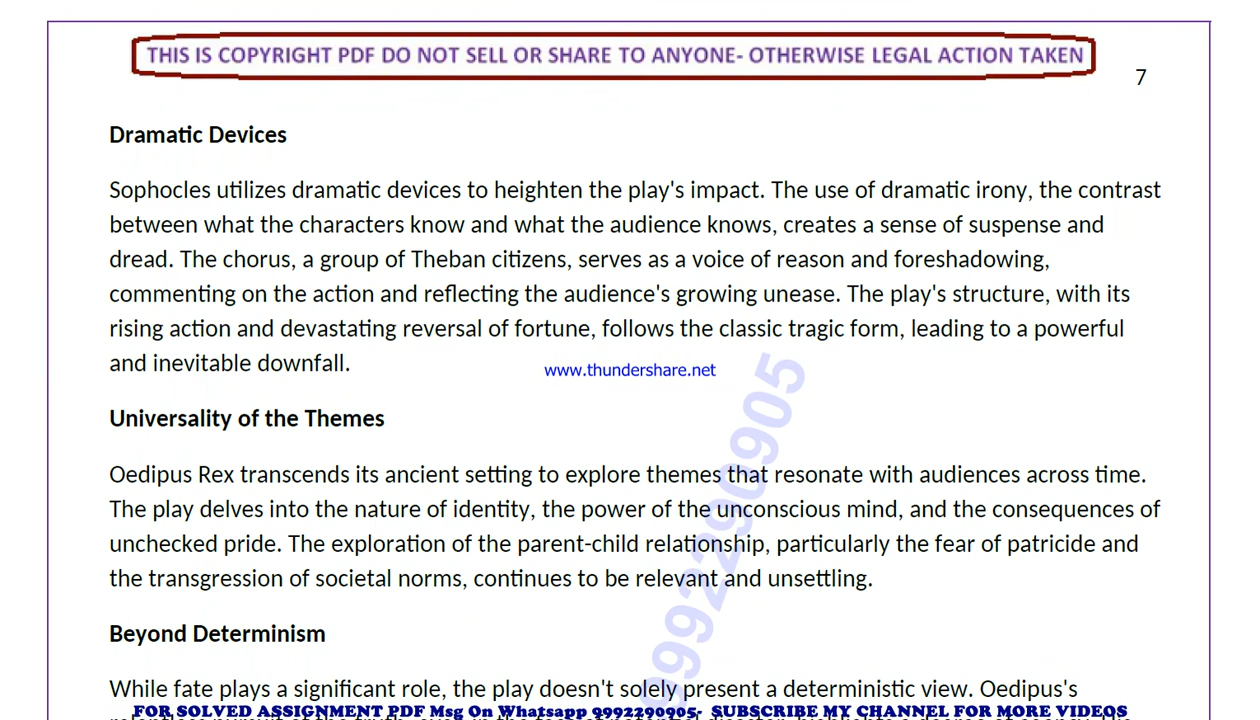 THIS IS COPYRIGHT PDF DO NOT SELL OR SHARE TO ANYONE- OTHERWISE LEGAL ACTION TAKEN
7
Dramatic Devices
Sophocles utilizes dramatic devices to heighten the play's impact. The use of dramatic irony, the contrast
between what the characters know and what the audience knows, creates a sense of suspense and
dread. The chorus, a group of Theban citizens, serves as a voice of reason and foreshadowing,
commenting on the action and reflecting the audience's growing unease. The play's structure, with its
rising action and devastating reversal of fortune, follows the classic tragic form, leading to a powerful
and inevitable downfall.
www.thundershare.net
Universality of the Themes
Oedipus Rex transcends its ancient setting to explore themes that resonate with audiences across time.
The play delves into the nature of identity, the power of the unconscious mind, and the consequences of
unchecked pride. The exploration of the parent-child relationship, particularly the fear of patricide and
the transgression of societal norms, continues to be relevant and unsettling.
9992290905
Beyond Determinism
While fate plays a significant role, the play doesn't solely present a deterministic view. Oedipus's
FOR SOLVED ASSIGNMENT PDF Msg On Whatsapp 9992290905- SUBSCRIBE MY CHANNEL FOR MORE VIDEOS